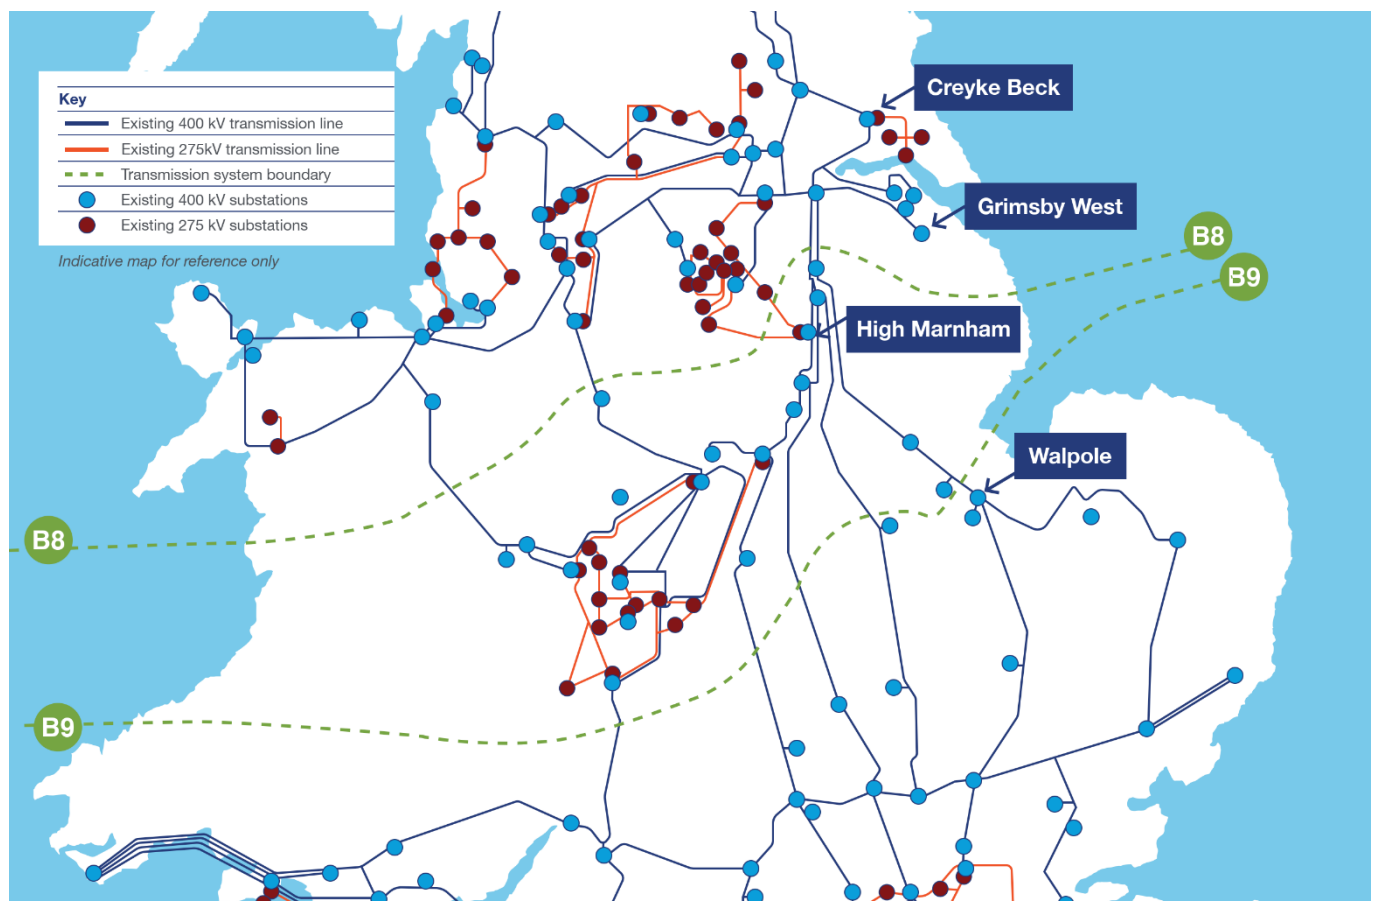 Key
Existing 400 kV transmission line
Existing 275kV transmission line
Transmission system boundary
Existing 400 kV substations
Existing 275 kV substations
Indicative map for reference only
Creyke Beck
Grimsby West
B8
B9
High Marnham
Walpole
B8
B9